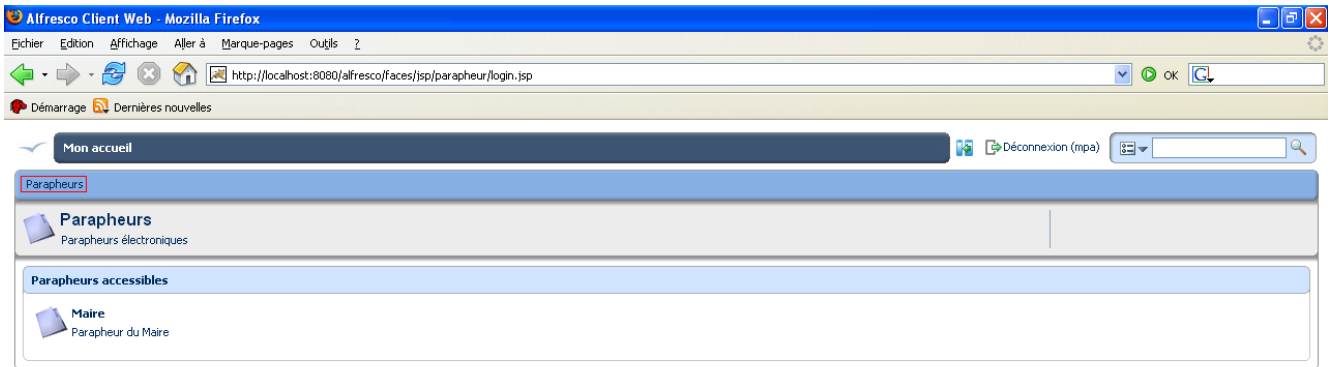 Alfresco Client Web - Mozilla Firefox
Fichier Edition Affichage Aller à Marque-pages Outils ?
http://localhost:8080/alfresco/faces/jsp/parapheur/login.jsp OK G
Démarrage Dernières nouvelles
Mon accueil Déconnexion (mpa)
Parapheurs
Parapheurs
Parapheurs électroniques
Parapheurs accessibles
Maire
Parapheur du Maire